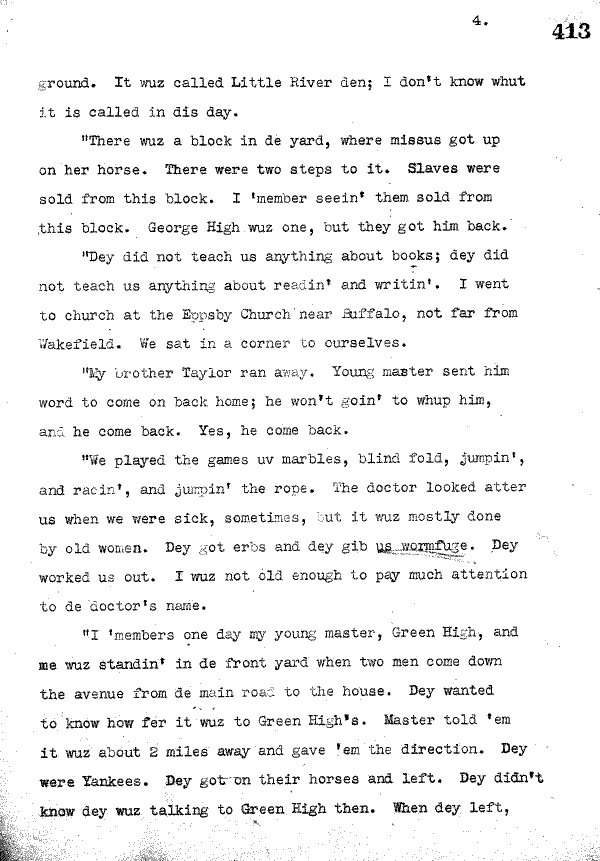 4.
413
ground. It wuz called Little River den; I don't know whut
it is called in dis day.
"There wuz a block in de yard, where missus got up
on her horse. There were two steps to it. Slaves were
sold from this block. I 'member seein' them sold from
this block. George High wuz one, but they got him back.
"Dey did not teach us anything about books; dey did
not teach us anything about readin' and writin'. I went
to church at the Eppsby Church near Buffalo, not far from
Wakefield. We sat in a corner to ourselves.
"My brother Taylor ran away. Young master sent him
word to come on back home; he won't goin' to whup him,
and he come back. Yes, he come back.
"We played the games uv marbles, blind fold, jumpin',
and racin', and jumpin' the rope. The doctor looked atter
us when we were sick, sometimes, but it wuz mostly done
by old women. Dey got erbs and dey gib us wormfuge. Dey
worked us out. I wuz not old enough to pay much attention
to de doctor's name.
"I 'members one day my young master, Green High, and
me wuz standin' in de front yard when two men come down
the avenue from de main road to the house. Dey wanted
to know how fer it wuz to Green High's. Master told 'em
it wuz about 2 miles away and gave 'em the direction. Dey
were Yankees. Dey got on their horses and left. Dey didn't
know dey wuz talking to Green High then. When dey left,